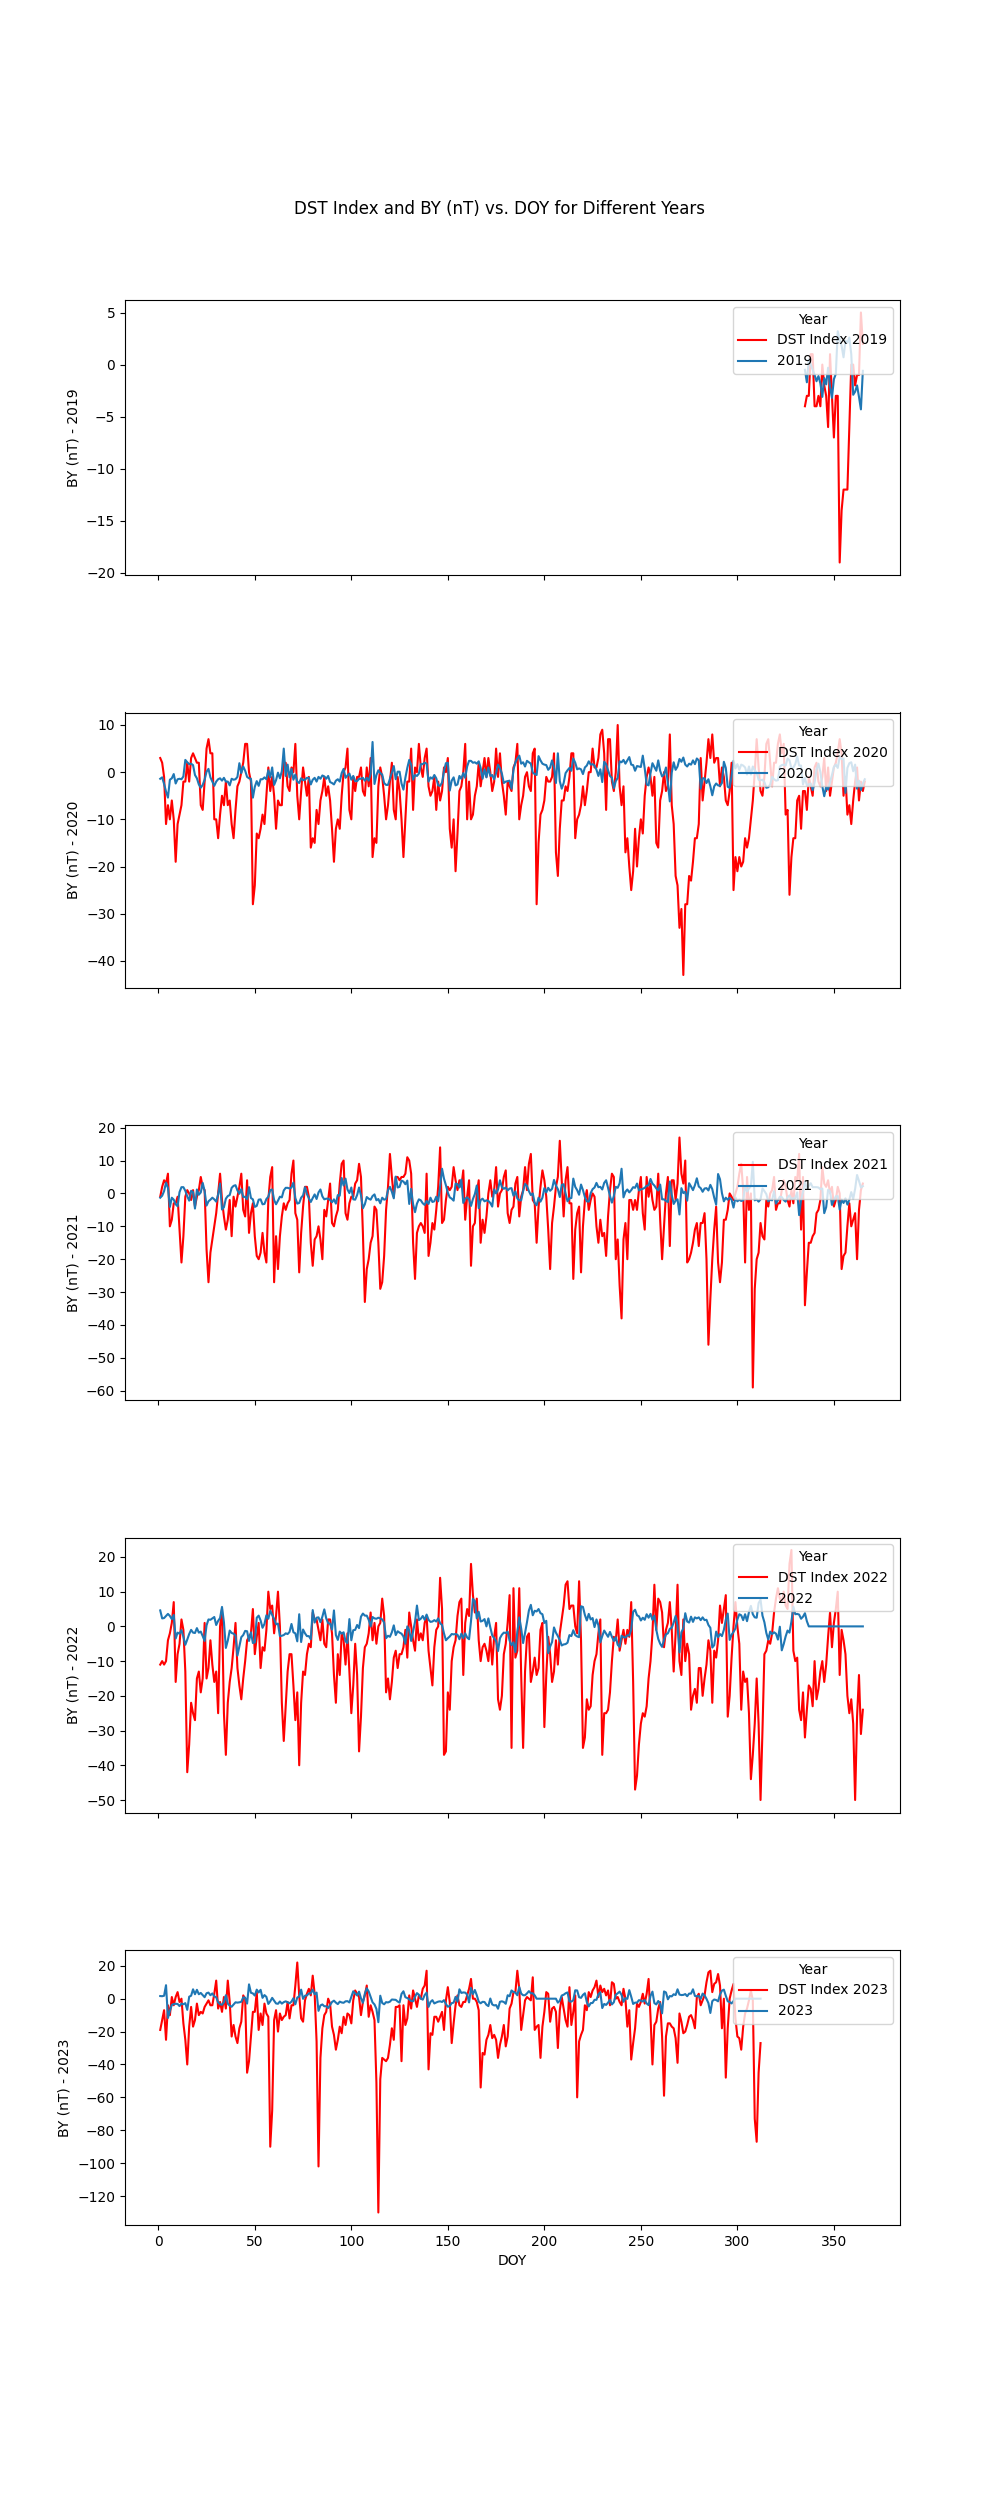 DST Index and BY (nT) vs. DOY for Different Years
BY (nT) - 2019
5
0
−5
−10
−15
−20
Year
DST Index 2019
2019
BY (nT) - 2020
10
0
−10
−20
−30
−40
Year
DST Index 2020
2020
BY (nT) - 2021
20
10
0
−10
−20
−30
−40
−50
−60
Year
DST Index 2021
2021
BY (nT) - 2022
20
10
0
−10
−20
−30
−40
−50
Year
DST Index 2022
2022
BY (nT) - 2023
20
0
−20
−40
−60
−80
−100
−120
Year
DST Index 2023
2023
0 50 100 150 200 250 300 350
DOY